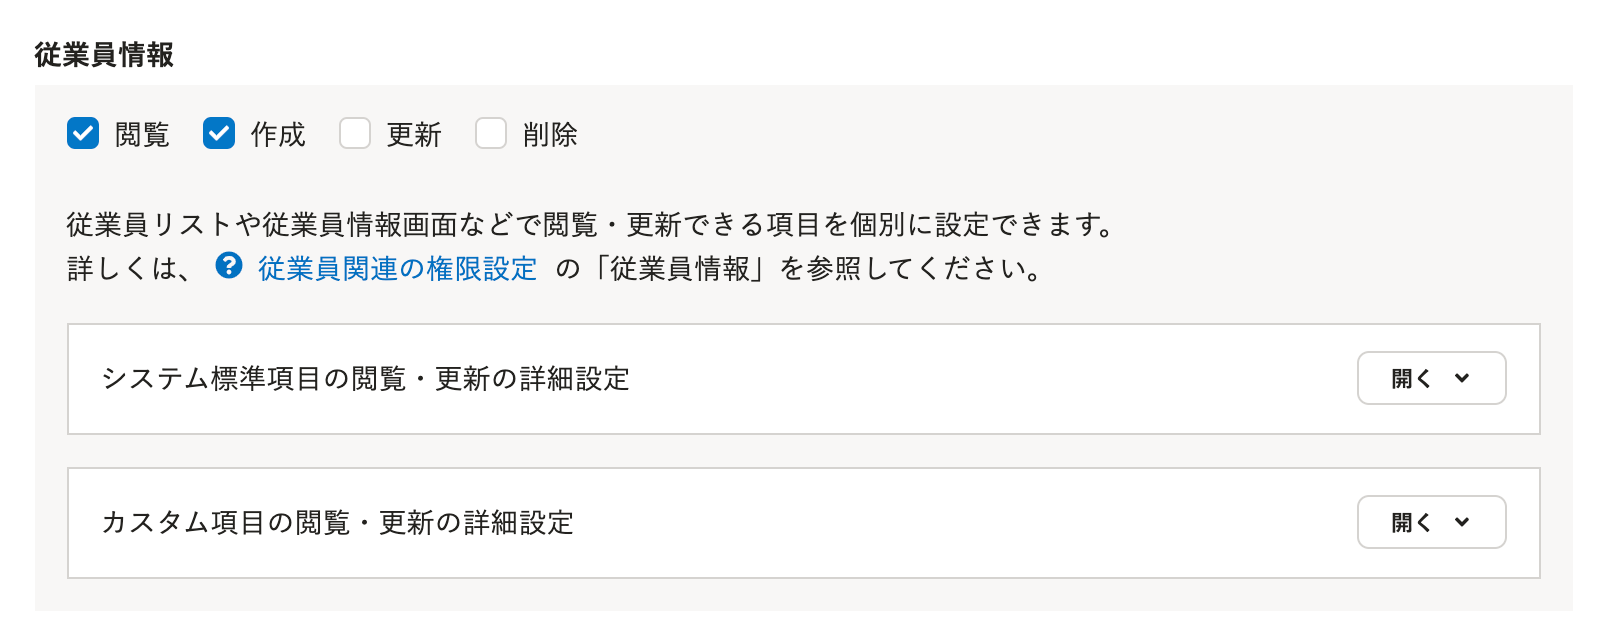 従業員情報
閲覧 作成 更新 削除
従業員リストや従業員情報画面などで閲覧・更新できる項目を個別に設定できます。
詳しくは、 ? 従業員関連の権限設定 の「従業員情報」を参照してください。
システム標準項目の閲覧・更新の詳細設定 開く
カスタム項目の閲覧・更新の詳細設定 開く